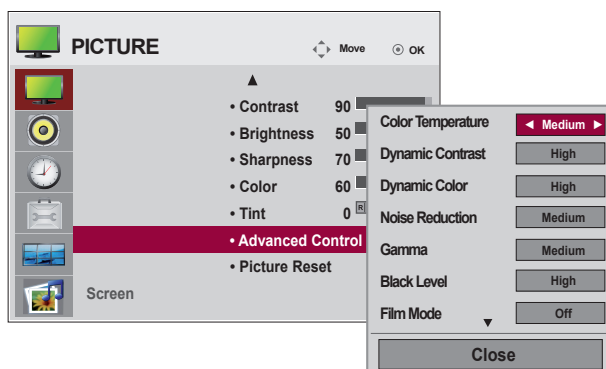 PICTURE
Move
OK
• Contrast 90
• Brightness 50
• Sharpness 70
• Color 60
• Tint 0 R
• Advanced Control
• Picture Reset
Screen
Color Temperature ◄ Medium ►
Dynamic Contrast High
Dynamic Color High
Noise Reduction Medium
Gamma Medium
Black Level High
Film Mode Off
Close